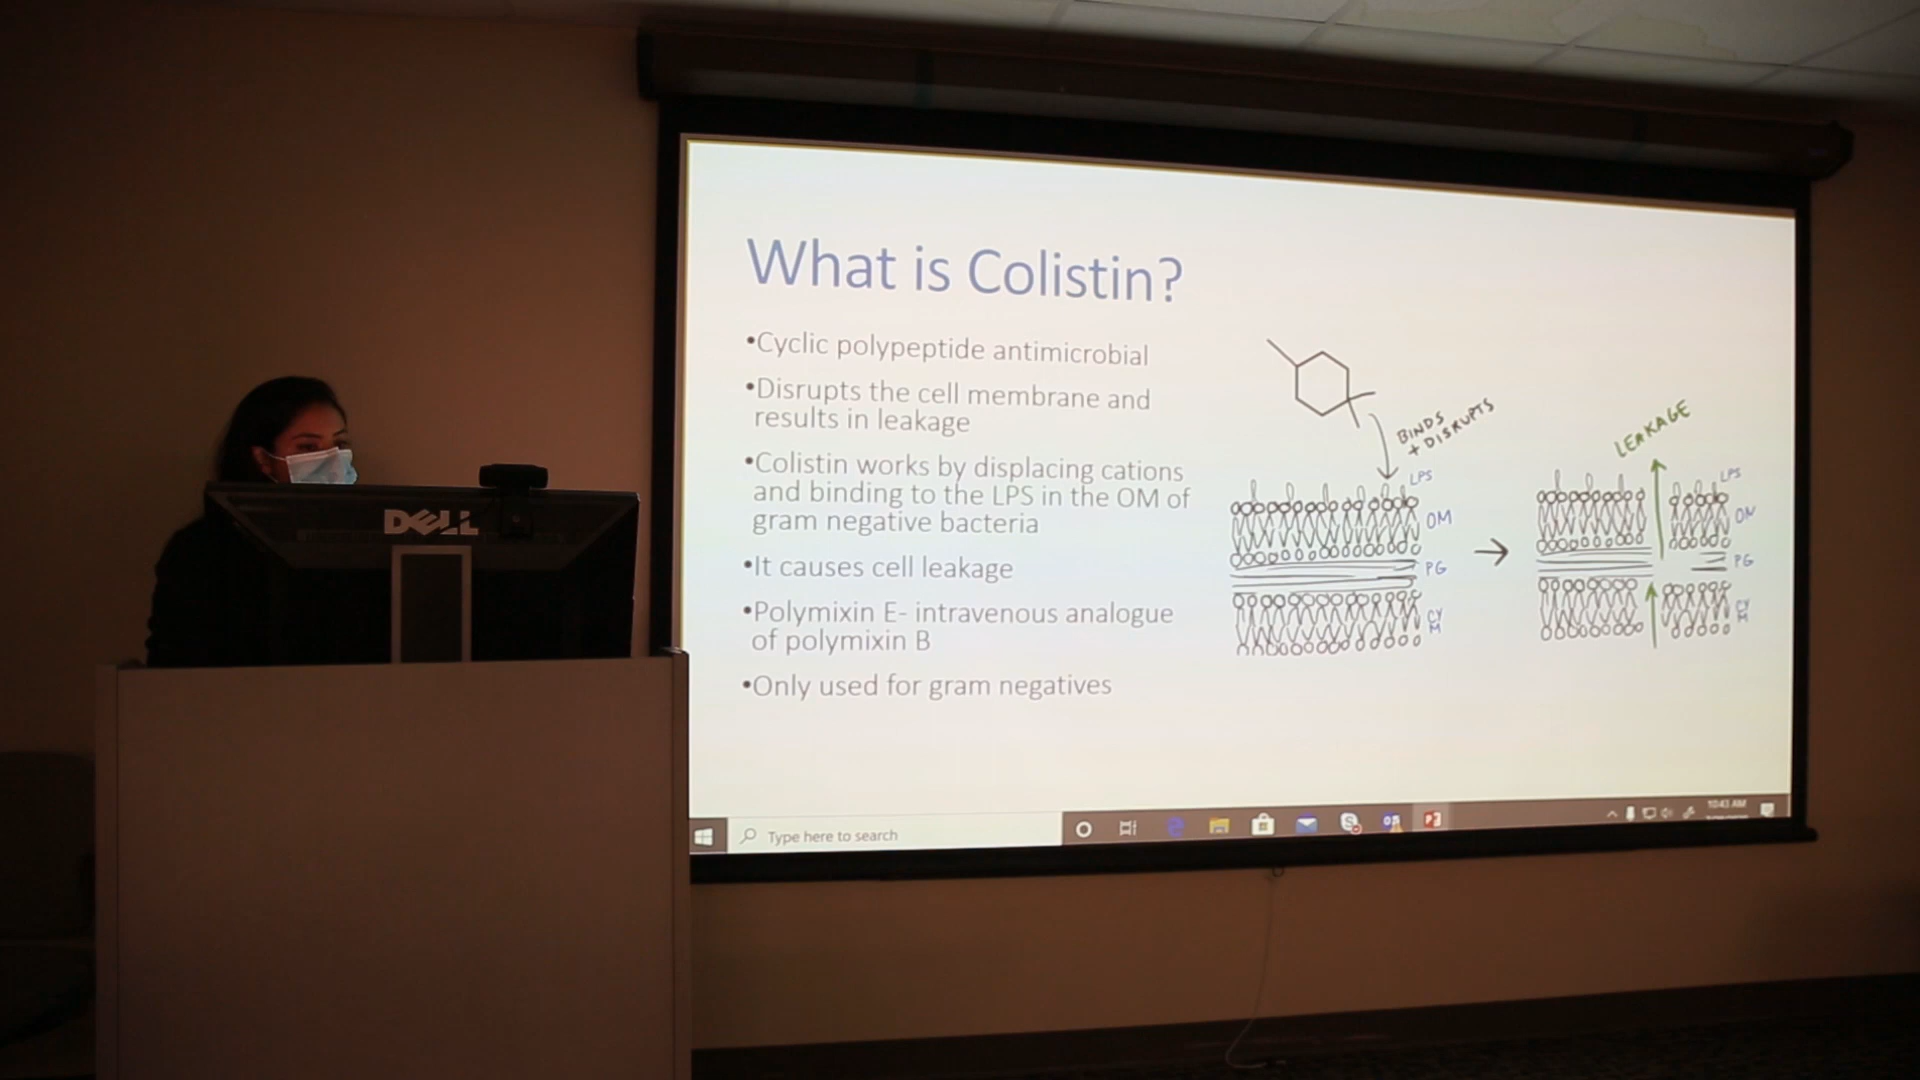 What is Colistin?
•Cyclic polypeptide antimicrobial
•Disrupts the cell membrane and
results in leakage
•Colistin works by displacing cations
and binding to the LPS in the OM of
gram negative bacteria
•It causes cell leakage
•Polymixin E- intravenous analogue
of polymixin B
•Only used for gram negatives
BINDS
+ DISRUPTS
LPS
OM
PG
CY
M
LEAKAGE
LPS
OM
PG
CY
M
DELL
Type here to search
10:43 AM